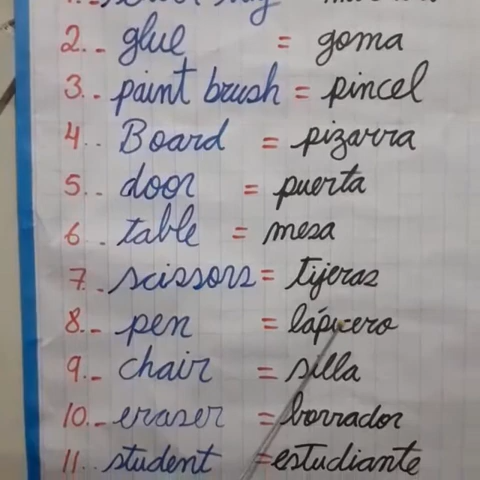 2.- glue = goma
3.- paint brush = pincel
4.- Board = pizarra
5.- door = puerta
6.- table = mesa
7.- scissors = tijeras
8.- pen = lápicero
9.- chair = silla
10.- eraser = borrador
11.- student = estudiante